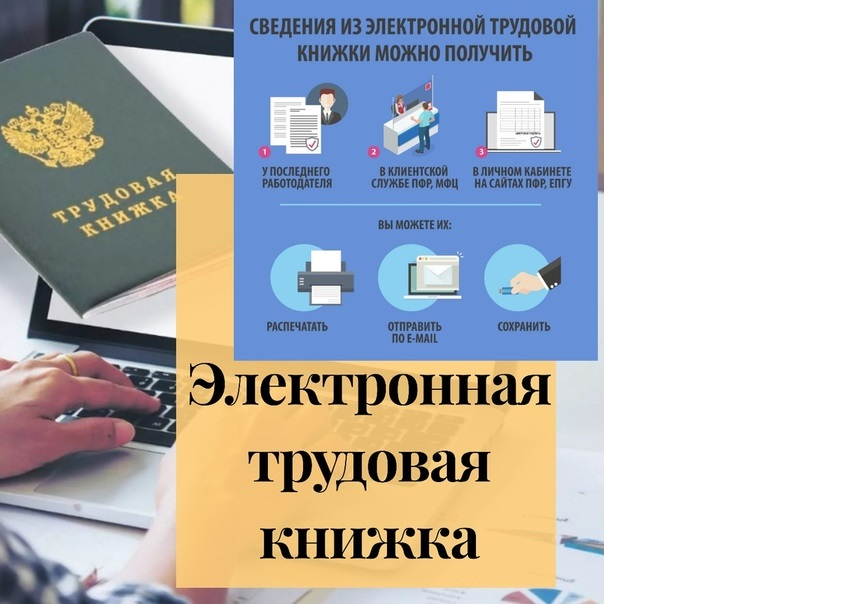 СВЕДЕНИЯ ИЗ ЭЛЕКТРОННОЙ ТРУДОВОЙ
КНИЖКИ МОЖНО ПОЛУЧИТЬ
1
У ПОСЛЕДНЕГО
РАБОТОДАТЕЛЯ
2
В КЛИЕНТСКОЙ
СЛУЖБЕ ПФР, МФЦ
3
В ЛИЧНОМ КАБИНЕТЕ
НА САЙТАХ ПФР, ЕПГУ
ВЫ МОЖЕТЕ ИХ:
РАСПЕЧАТАТЬ
ОТПРАВИТЬ
ПО E-MAIL
СОХРАНИТЬ
ТРУДОВАЯ
КНИЖКА
Электронная
трудовая
книжка